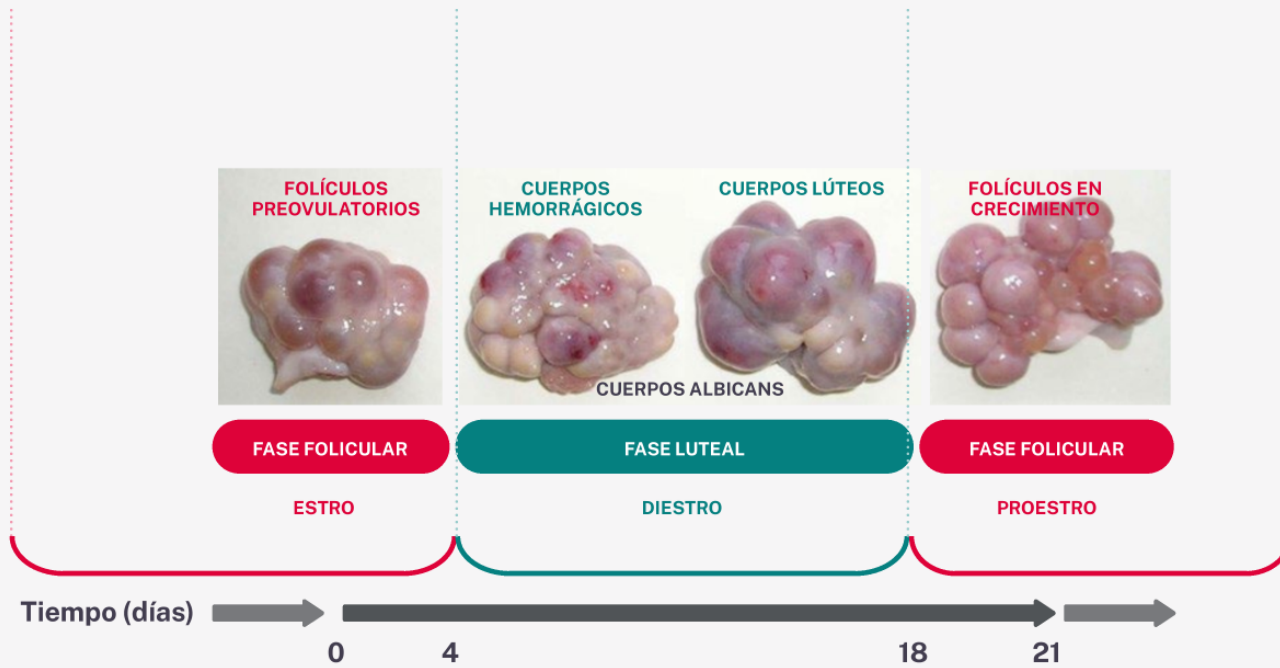 FOLÍCULOS
PREOVULATORIOS
CUERPOS
HEMORRÁGICOS
CUERPOS LÚTEOS
FOLÍCULOS EN
CRECIMIENTO
CUERPOS ALBICANS
FASE FOLICULAR
FASE LUTEAL
FASE FOLICULAR
ESTRO
DIESTRO
PROESTRO
Tiempo (días)
0
4
18
21